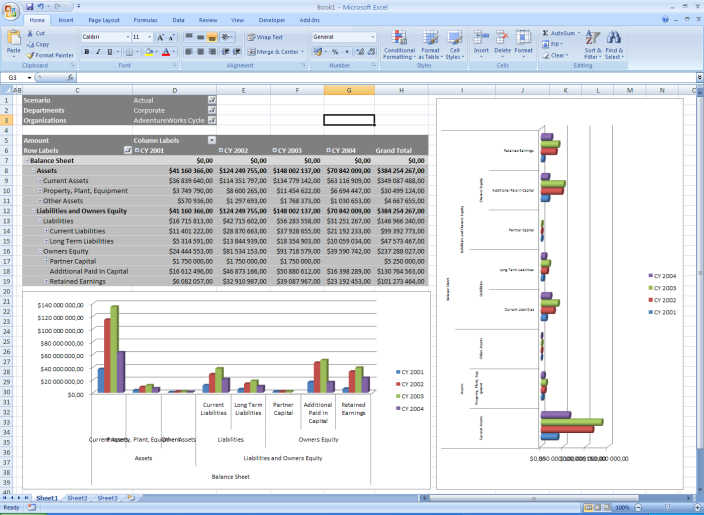 Book1 - Microsoft Excel
Home Insert Page Layout Formulas Data Review View Developer Add-Ins
Paste
Cut
Copy
Format Painter
Calibri 11
B I U
Wrap Text
Merge & Center
General
Conditional Formatting
Format as Table
Cell Styles
Insert Delete Format
AutoSum
Fill
Clear
Sort & Filter
Find & Select
Clipboard Font Alignment Number Styles Cells Editing
G3
C D E F G H I J K L M N
Scenario Actual
Departments Corporate
Organizations AdventureWorks Cycle
Amount Column Labels
Row Labels CY 2001 CY 2002 CY 2003 CY 2004 Grand Total
Balance Sheet $0,00 $0,00 $0,00 $0,00 $0,00
Assets $41 160 366,00 $124 249 755,00 $148 002 137,00 $70 842 009,00 $384 254 267,00
Current Assets $36 839 640,00 $114 351 797,00 $134 779 142,00 $63 116 909,00 $349 087 488,00
Property, Plant, Equipment $3 749 790,00 $8 600 265,00 $11 454 622,00 $6 694 447,00 $30 499 124,00
Other Assets $570 936,00 $1 297 693,00 $1 768 373,00 $1 030 653,00 $4 667 655,00
Liabilities and Owners Equity $41 160 366,00 $124 249 755,00 $148 002 137,00 $70 842 009,00 $384 254 267,00
Liabilities $16 715 813,00 $42 715 602,00 $56 283 558,00 $31 251 267,00 $146 966 240,00
Current Liabilities $11 401 222,00 $28 870 663,00 $37 928 655,00 $21 192 233,00 $99 392 773,00
Long Term Liabilities $5 314 591,00 $13 844 939,00 $18 354 903,00 $10 059 034,00 $47 573 467,00
Owners Equity $24 444 553,00 $81 534 153,00 $91 718 579,00 $39 590 742,00 $237 288 027,00
Partner Capital $1 750 000,00 $1 750 000,00 $1 750 000,00 $5 250 000,00
Additional Paid In Capital $16 612 496,00 $46 873 166,00 $50 880 612,00 $16 398 289,00 $130 764 563,00
Retained Earnings $6 082 057,00 $32 910 987,00 $39 087 967,00 $23 192 453,00 $101 273 464,00
$140 000 000,00
$120 000 000,00
$100 000 000,00
$80 000 000,00
$60 000 000,00
$40 000 000,00
$20 000 000,00
$0,00
CY 2001
CY 2002
CY 2003
CY 2004
Current Liabilities
Long Term Liabilities
Partner Capital
Additional Paid In Capital
Retained Earnings
Current Assets Property, Plant, Equipment Other Assets Liabilities Owners Equity
Assets Liabilities and Owners Equity
Balance Sheet
Retained Earnings
Additional Paid In Capital
Partner Capital
Long Term Liabilities
Current Liabilities
Other Assets
Current Assets
Owners Equity
Liabilities
Assets
Liabilities and Owners Equity
Balance Sheet
CY 2004
CY 2003
CY 2002
CY 2001
Sheet1 Sheet2 Sheet3
Ready 100%